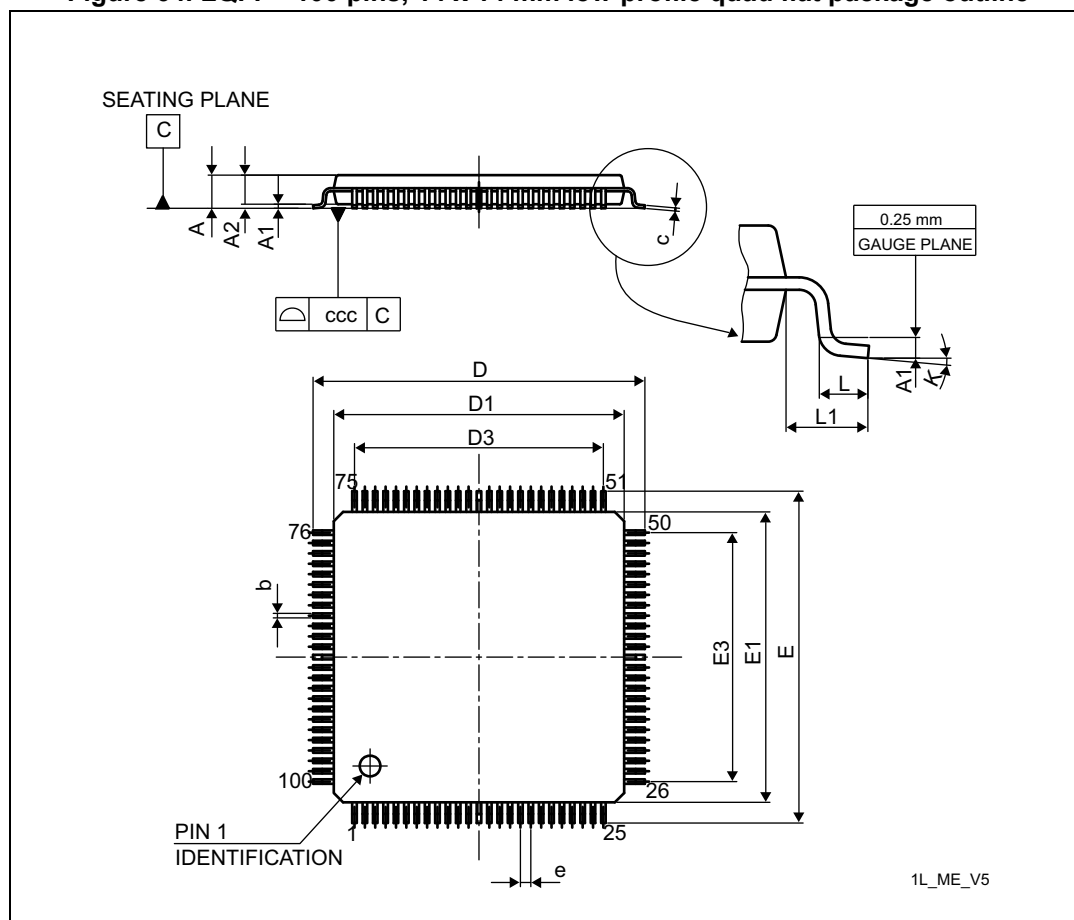 SEATING PLANE
C
A
A2
A1
c
0.25 mm
GAUGE PLANE
ccc C
A1
K
L
L1
D
D1
D3
75
51
76
50
b
E3
E1
E
100
26
1
25
PIN 1
IDENTIFICATION
e
1L_ME_V5